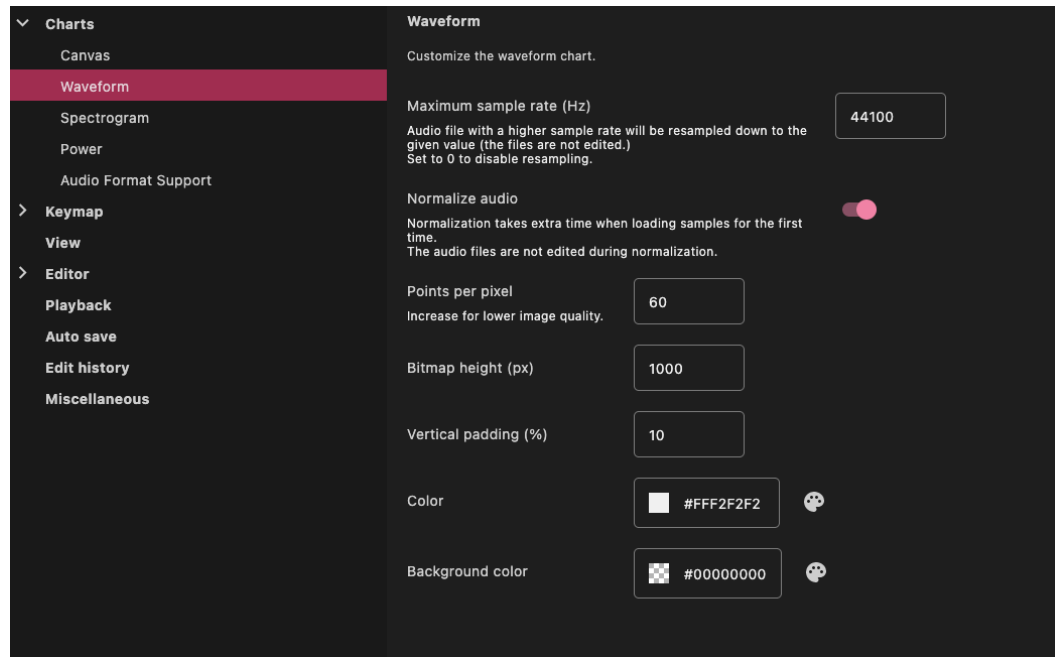 Charts
Canvas
Waveform
Spectrogram
Power
Audio Format Support
Keymap
View
Editor
Playback
Auto save
Edit history
Miscellaneous
Waveform
Customize the waveform chart.
Maximum sample rate (Hz)
Audio file with a higher sample rate will be resampled down to the
given value (the files are not edited.)
Set to 0 to disable resampling.
44100
Normalize audio
Normalization takes extra time when loading samples for the first
time.
The audio files are not edited during normalization.
Points per pixel
Increase for lower image quality.
60
Bitmap height (px)
1000
Vertical padding (%)
10
Color
#FFF2F2F2
Background color
#00000000